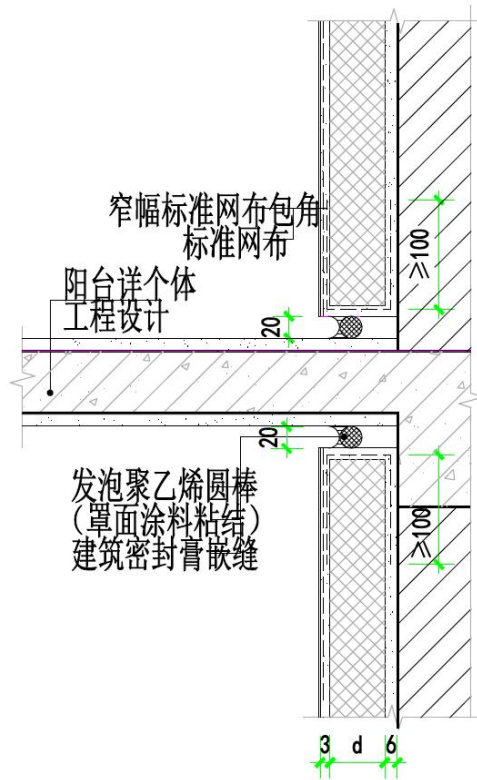 窄幅标准网布包角
标准网布
≥100
阳台详个体
工程设计
20
20
发泡聚乙烯圆棒
（罩面涂料粘结）
建筑密封膏嵌缝
≥100
3 d 6